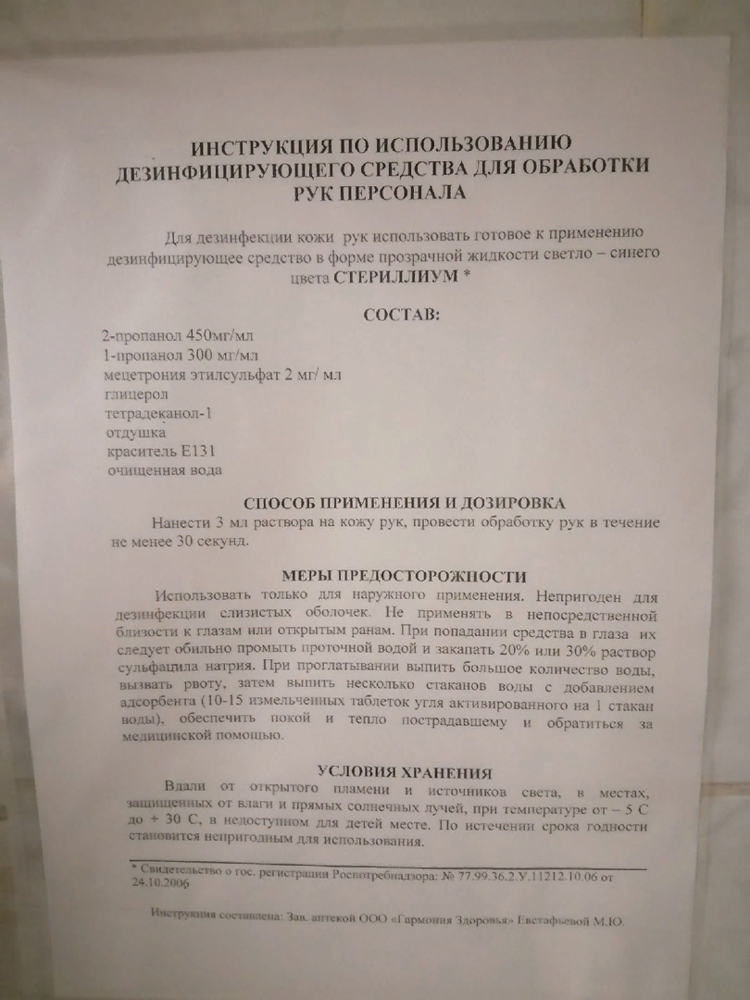 ИНСТРУКЦИЯ ПО ИСПОЛЬЗОВАНИЮ
ДЕЗИНФИЦИРУЮЩЕГО СРЕДСТВА ДЛЯ ОБРАБОТКИ
РУК ПЕРСОНАЛА
Для дезинфекции кожи рук использовать готовое к применению
дезинфицирующее средство в форме прозрачной жидкости светло – синего
цвета СТЕРИЛЛИУМ *
СОСТАВ:
2-пропанол 450мг/мл
1-пропанол 300 мг/мл
мецетрония этилсульфат 2 мг/ мл
глицерол
тетрадеканол-1
отдушка
краситель Е131
очищенная вода
СПОСОБ ПРИМЕНЕНИЯ И ДОЗИРОВКА
Нанести 3 мл раствора на кожу рук, провести обработку рук в течение
не менее 30 секунд.
МЕРЫ ПРЕДОСТОРОЖНОСТИ
Использовать только для наружного применения. Непригоден для
дезинфекции слизистых оболочек. Не применять в непосредственной
близости к глазам или открытым ранам. При попадании средства в глаза их
следует обильно промыть проточной водой и закапать 20% или 30% раствор
сульфацила натрия. При проглатывании выпить большое количество воды,
вызвать рвоту, затем выпить несколько стаканов воды с добавлением
адсорбента (10-15 измельченных таблеток угля активированного на 1 стакан
воды), обеспечить покой и тепло пострадавшему и обратиться за
медицинской помощью.
УСЛОВИЯ ХРАНЕНИЯ
Вдали от открытого пламени и источников света, в местах,
защищенных от влаги и прямых солнечных лучей, при температуре от – 5 С
до + 30 С, в недоступном для детей месте. По истечении срока годности
становится непригодным для использования.
* Свидетельство о гос. регистрации Роспотребнадзора: № 77.99.36.2.У.11212.10.06 от
24.10.2006
Инструкция составлена: Зав. аптекой ООО «Гармония Здоровья» Евстафьевой М.Ю.